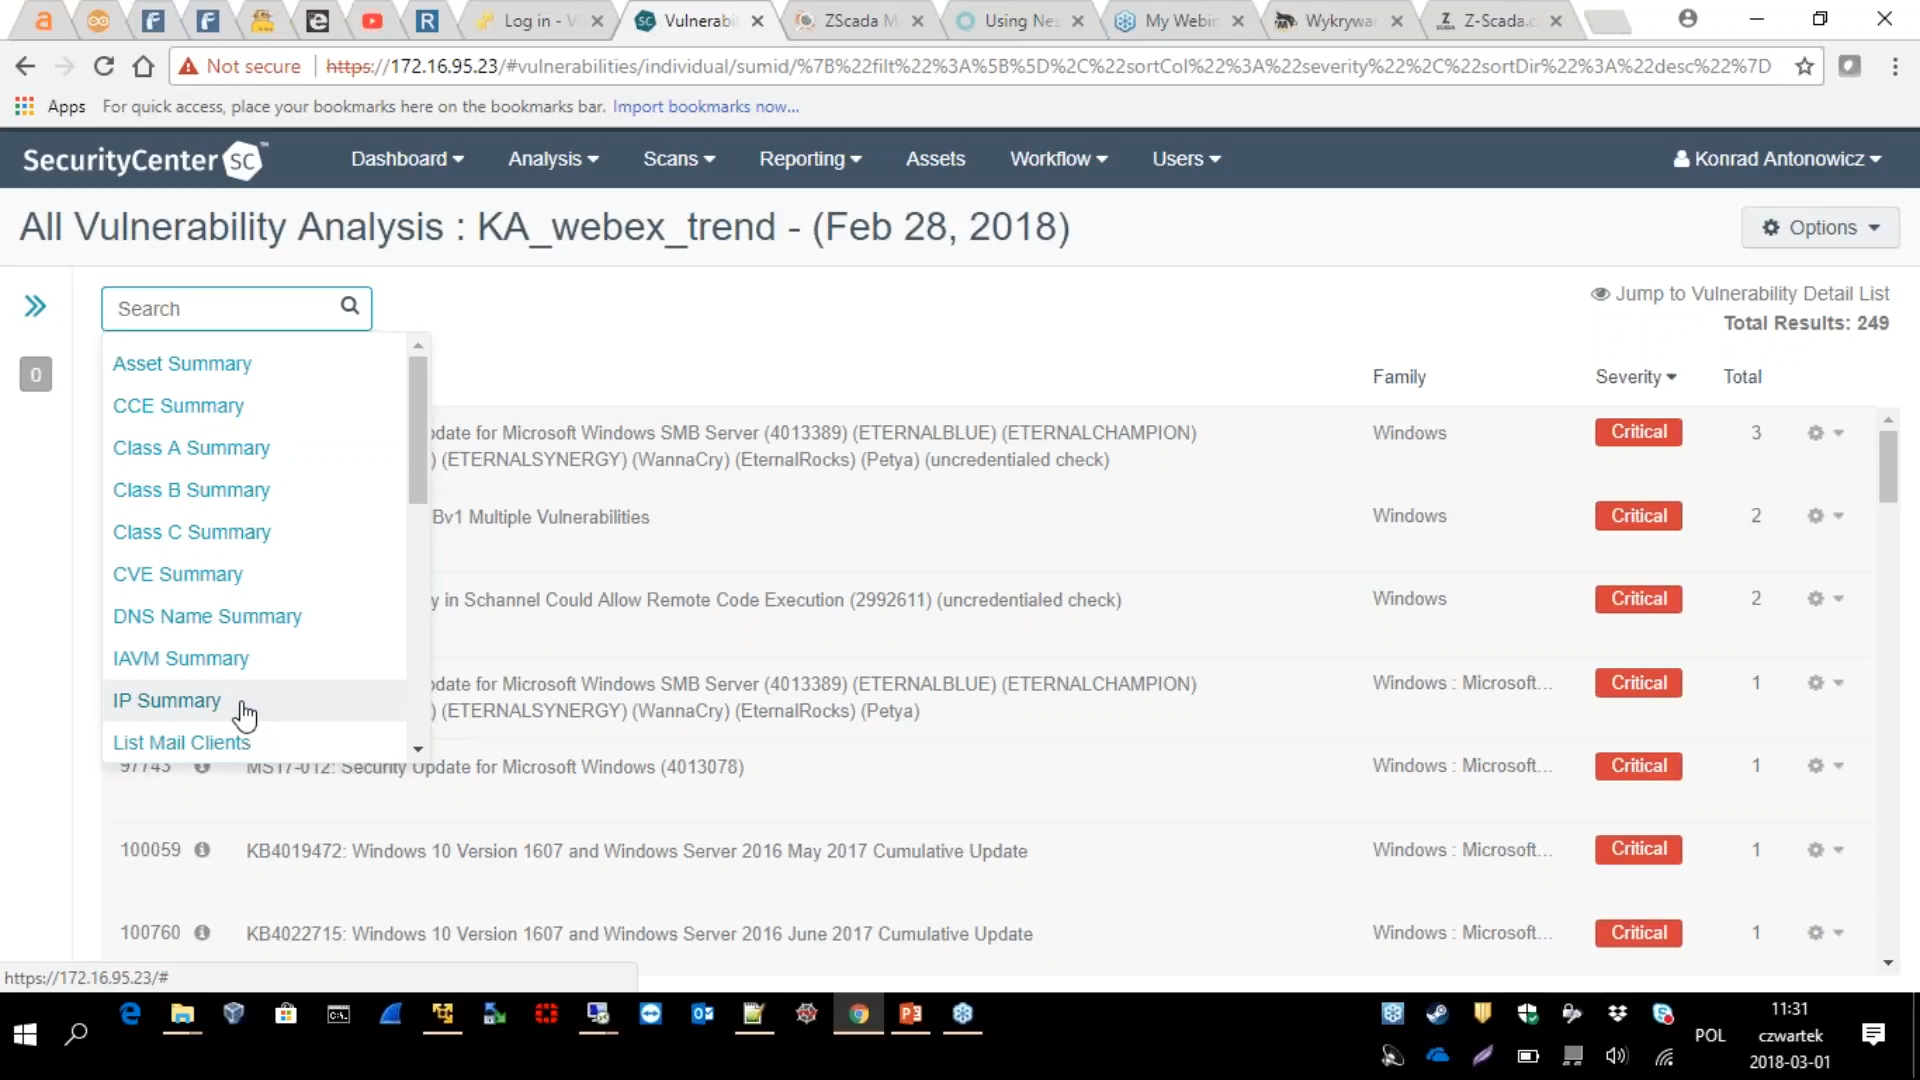 Log in - V
Vulnerabi
ZScada M
Using Nes
My Webin
Wykrywar
Z-Scada.c
Not secure https://172.16.95.23/#vulnerabilities/individual/sumid/%7B%22filt%22%3A%5B%5D%2C%22sortCol%22%3A%22severity%22%2C%22sortDir%22%3A%22desc%22%7D
Apps For quick access, place your bookmarks here on the bookmarks bar. Import bookmarks now...
SecurityCenter SC Dashboard Analysis Scans Reporting Assets Workflow Users Konrad Antonowicz
All Vulnerability Analysis : KA_webex_trend - (Feb 28, 2018)
Options
Search
Jump to Vulnerability Detail List
Total Results: 249
0
Asset Summary
CCE Summary
Class A Summary
Class B Summary
Class C Summary
CVE Summary
DNS Name Summary
IAVM Summary
IP Summary
List Mail Clients
Family Severity Total
pdate for Microsoft Windows SMB Server (4013389) (ETERNALBLUE) (ETERNALCHAMPION) Windows Critical 3
) (ETERNALSYNERGY) (WannaCry) (EternalRocks) (Petya) (uncredentialed check)
Bv1 Multiple Vulnerabilities Windows Critical 2
y in Schannel Could Allow Remote Code Execution (2992611) (uncredentialed check) Windows Critical 2
pdate for Microsoft Windows SMB Server (4013389) (ETERNALBLUE) (ETERNALCHAMPION) Windows : Microsoft... Critical 1
) (ETERNALSYNERGY) (WannaCry) (EternalRocks) (Petya)
97743 MS17-012: Security Update for Microsoft Windows (4013078) Windows : Microsoft... Critical 1
100059 KB4019472: Windows 10 Version 1607 and Windows Server 2016 May 2017 Cumulative Update Windows : Microsoft... Critical 1
100760 KB4022715: Windows 10 Version 1607 and Windows Server 2016 June 2017 Cumulative Update Windows : Microsoft... Critical 1
https://172.16.95.23/#
POL
11:31
czwartek
2018-03-01